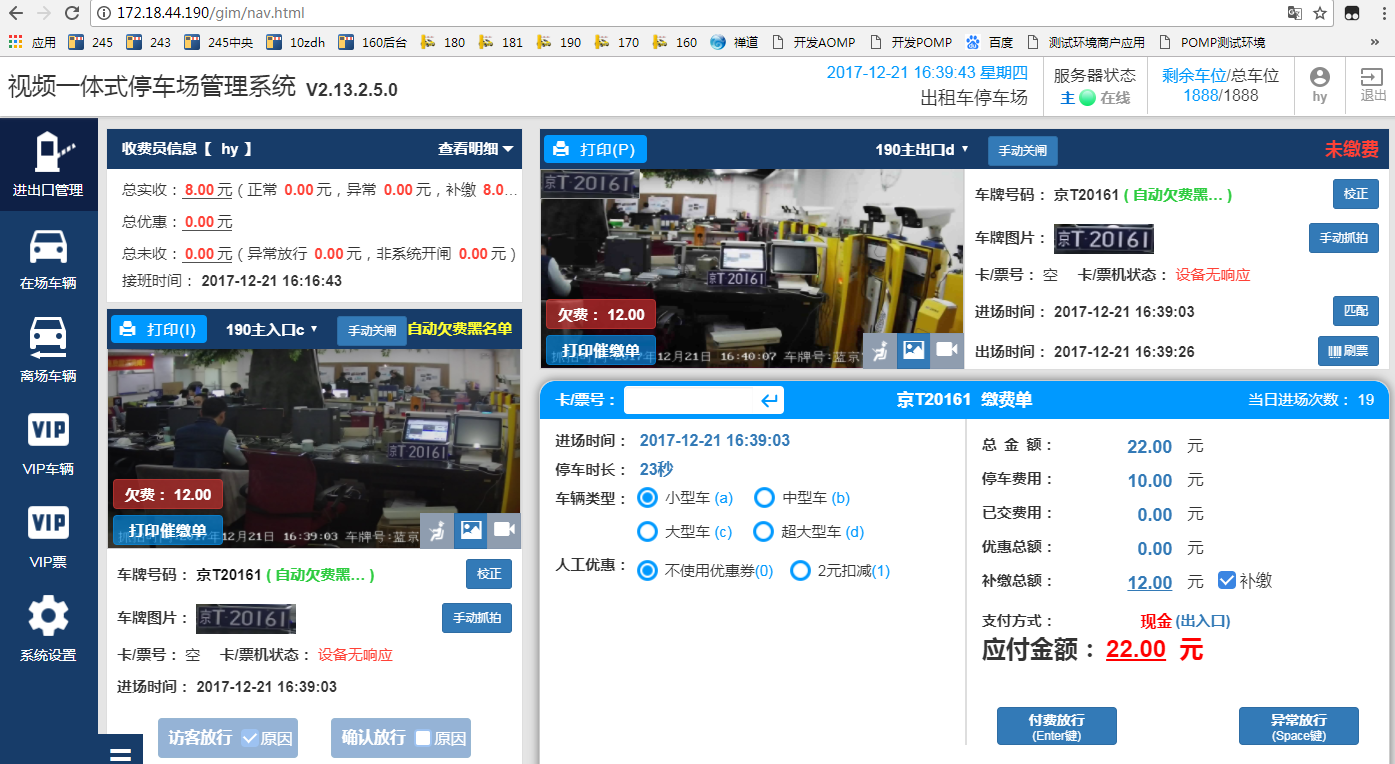 172.18.44.190/gim/nav.html
应用 245 243 245中央 10zdh 160后台 180 181 190 170 160 禅道 开发AOMP 开发POMP 百度 测试环境商户应用 POMP测试环境 »
视频一体式停车场管理系统 V2.13.2.5.0
2017-12-21 16:39:43 星期四
出租车停车场
服务器状态
主 在线
剩余车位/总车位
1888/1888
hy
退出
进出口管理
在场车辆
离场车辆
VIP
VIP车辆
VIP
VIP票
系统设置
收费员信息【 hy 】 查看明细
总实收： 8.00 元 ( 正常 0.00 元 , 异常 0.00 元 , 补缴 8.0...
总优惠： 0.00 元
总未收： 0.00 元 ( 异常放行 0.00 元 , 非系统开闸 0.00 元 )
接班时间： 2017-12-21 16:16:43
打印(I) 190主入口c 手动关闸 自动欠费黑名单
京T20161
欠费： 12.00
打印催缴单
年12月21日 16:39:03 车牌号:蓝京
车牌号码： 京T20161 ( 自动欠费黑... ) 校正
车牌图片： 京T20161 手动抓拍
卡/票号： 空 卡/票机状态： 设备无响应
进场时间： 2017-12-21 16:39:03
访客放行 原因 确认放行 原因
打印(P) 190主出口d 手动关闸 未缴费
京T20161
京T20161
欠费： 12.00
打印催缴单
2017年12月21日 16:40:07 车牌号:蓝京
车牌号码： 京T20161 ( 自动欠费黑... ) 校正
车牌图片： 京T20161 手动抓拍
卡/票号： 空 卡/票机状态： 设备无响应
进场时间： 2017-12-21 16:39:03 匹配
出场时间： 2017-12-21 16:39:26 刷票
卡/票号： 京T20161 缴费单 当日进场次数： 19
进场时间： 2017-12-21 16:39:03
停车时长： 23秒
车辆类型： 小型车 (a) 中型车 (b)
大型车 (c) 超大型车 (d)
人工优惠： 不使用优惠券(0) 2元扣减(1)
总 金 额： 22.00 元
停车费用： 10.00 元
已交费用： 0.00 元
优惠总额： 0.00 元
补缴总额： 12.00 元 补缴
支付方式： 现金 (出入口)
应付金额： 22.00 元
付费放行
(Enter键)
异常放行
(Space键)